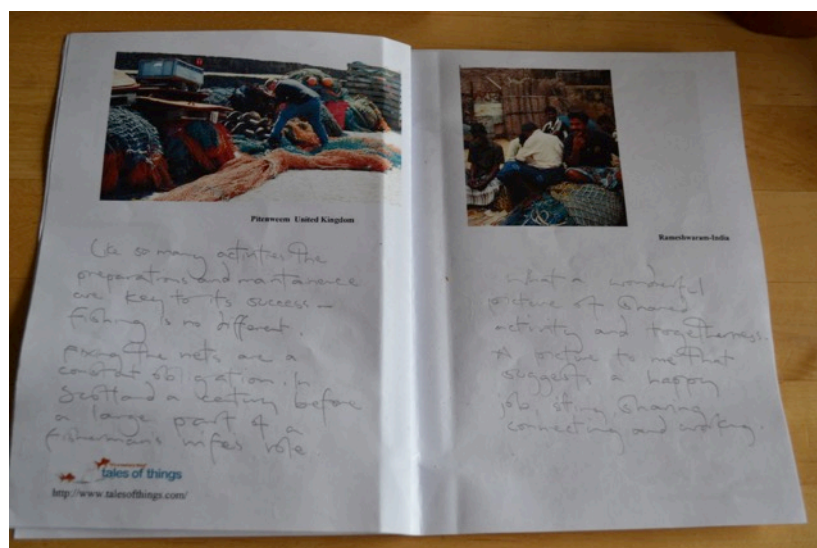 Pittenweem United Kingdom
Like so many activities the
preparations and maintainence
are key to its success –
fishing is no different.
Fixing the nets are a
constant obligation. In
Scotland a century before
a large part of a
fishermans wifes role
tales of things
http://www.talesofthings.com/
Rameshwaram-India
What a wonderful
picture of shared
activity and togetherness.
A picture to me that
suggests a happy
job, sharing
connecting and working.